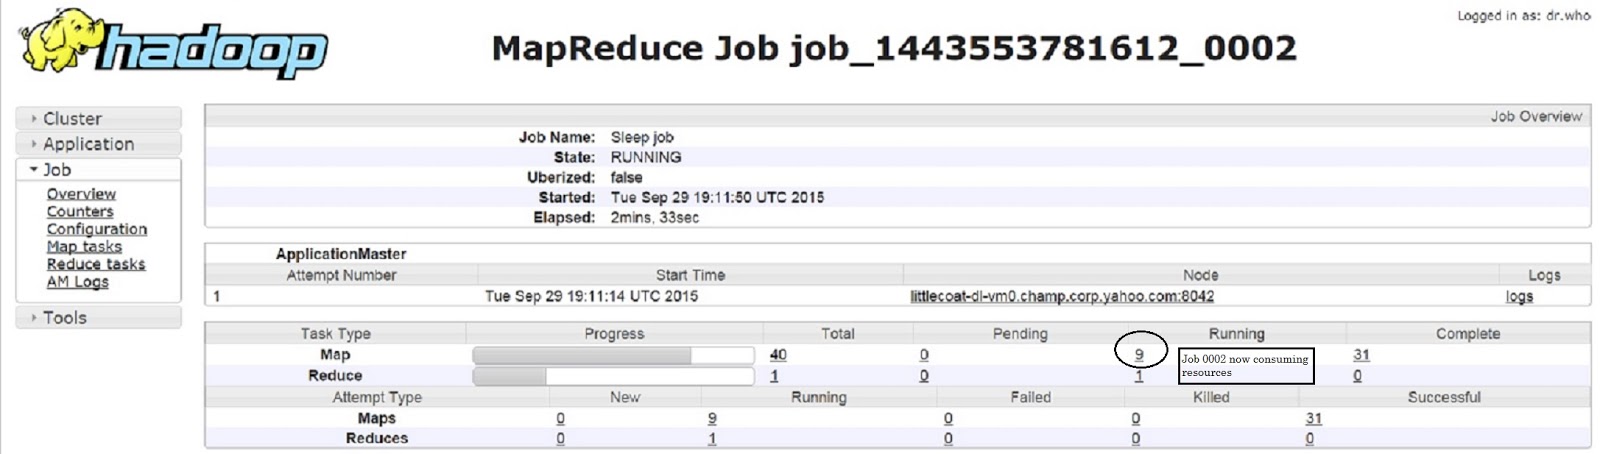 Logged in as: dr.who
hadoop
MapReduce Job job_1443553781612_0002
Cluster
Application
Job
Overview
Counters
Configuration
Map tasks
Reduce tasks
AM Logs
Tools
Job Overview
Job Name: Sleep job
State: RUNNING
Uberized: false
Started: Tue Sep 29 19:11:50 UTC 2015
Elapsed: 2mins, 33sec
ApplicationMaster
Attempt Number Start Time Node Logs
1 Tue Sep 29 19:11:14 UTC 2015 littlecoat-dl-vm0.champ.corp.yahoo.com:8042 logs
Task Type Progress Total Pending Running Complete
Map 40 0 9 31
Reduce 1 0 1 0
Job 0002 now consuming
resources
Attempt Type New Running Failed Killed Successful
Maps 0 9 0 0 31
Reduces 0 1 0 0 0